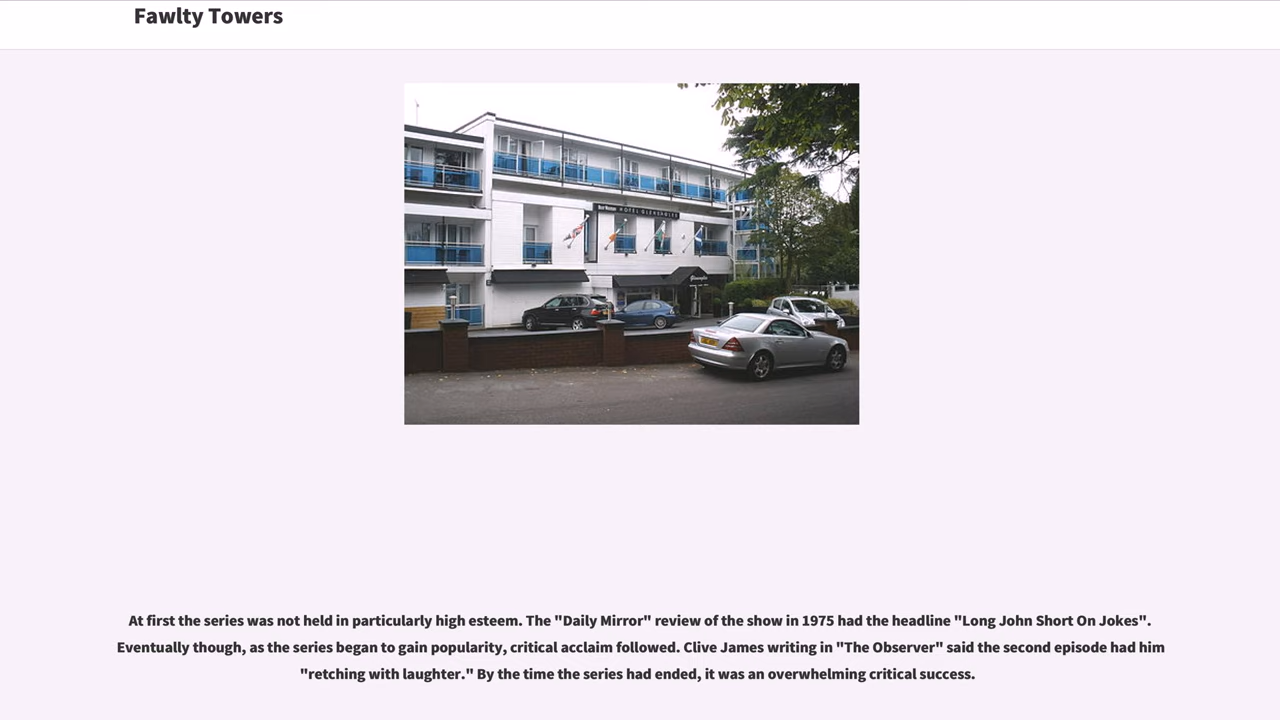 Fawlty Towers
HOTEL GLENEAGLES
Gleneagles
At first the series was not held in particularly high esteem. The "Daily Mirror" review of the show in 1975 had the headline "Long John Short On Jokes".
Eventually though, as the series began to gain popularity, critical acclaim followed. Clive James writing in "The Observer" said the second episode had him
"retching with laughter." By the time the series had ended, it was an overwhelming critical success.